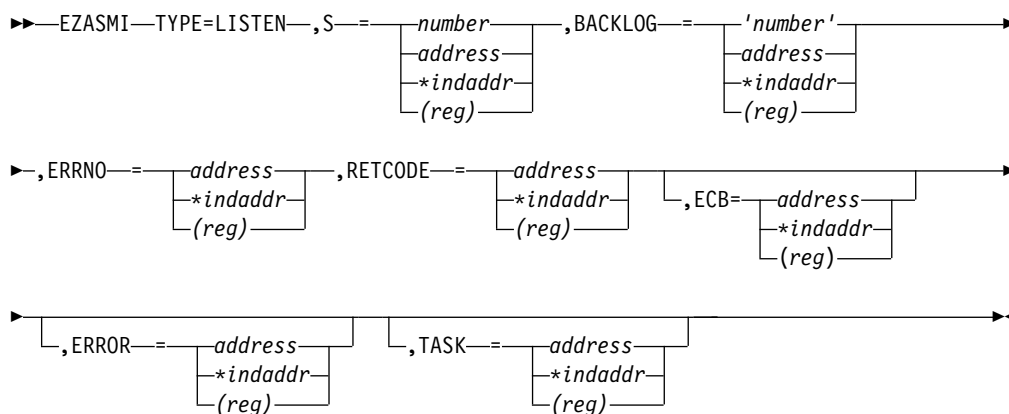 EZASMI TYPE=LISTEN ,S = number ,BACKLOG = 'number'
address address
*indaddr *indaddr
(reg) (reg)
,ERRNO = address ,RETCODE = address
*indaddr *indaddr ,ECB= address
(reg) (reg) *indaddr
(reg)
,ERROR = address ,TASK = address
*indaddr *indaddr
(reg) (reg)